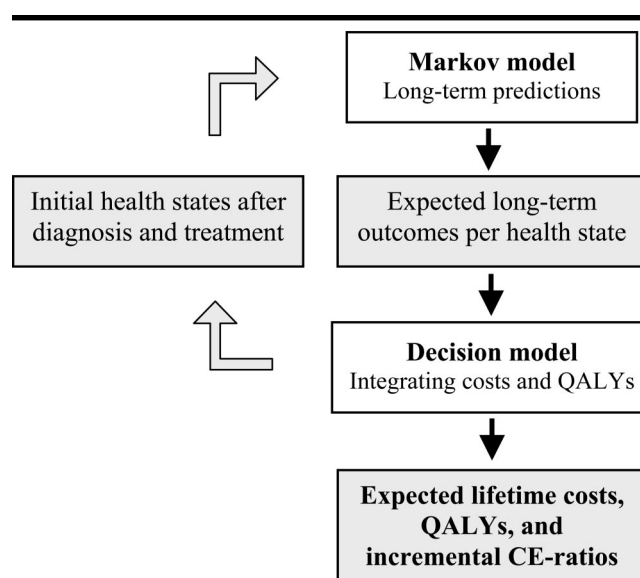 Markov model
Long-term predictions
Initial health states after
diagnosis and treatment
Expected long-term
outcomes per health state
Decision model
Integrating costs and QALYs
Expected lifetime costs,
QALYs, and
incremental CE-ratios